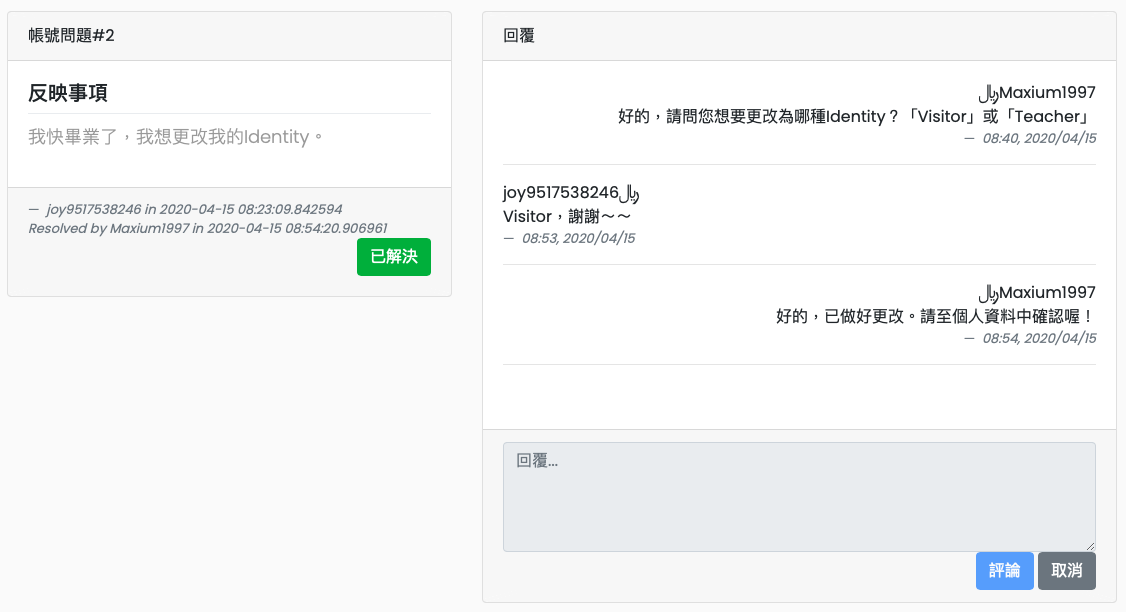 帳號問題#2
反映事項
我快畢業了，我想更改我的Identity。
— joy9517538246 in 2020-04-15 08:23:09.842594
Resolved by Maxium1997 in 2020-04-15 08:54:20.906961
已解決
回覆
﷼Maxium1997
好的，請問您想要更改為哪種Identity？「Visitor」或「Teacher」
— 08:40, 2020/04/15
joy9517538246﷼
Visitor，謝謝～～
— 08:53, 2020/04/15
﷼Maxium1997
好的，已做好更改。請至個人資料中確認喔！
— 08:54, 2020/04/15
回覆...
評論
取消